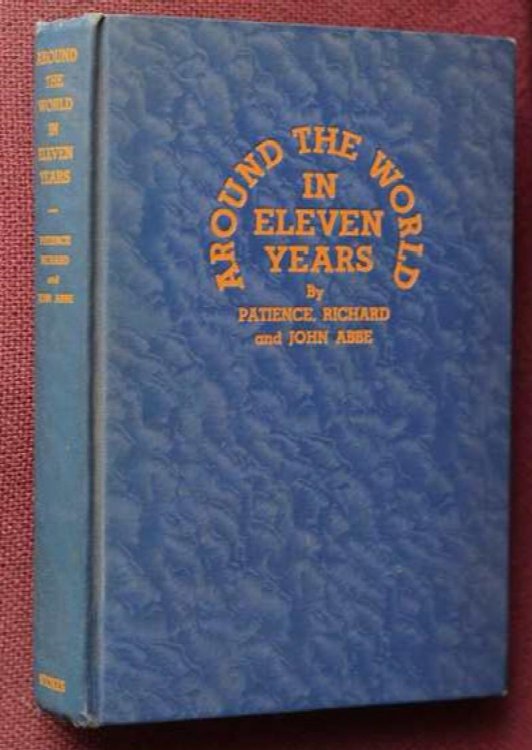 AROUND
THE
WORLD
IN
ELEVEN
YEARS
—
PATIENCE
RICHARD
and
JOHN ABBE
STOKES
AROUND THE WORLD
IN
ELEVEN
YEARS
By
PATIENCE, RICHARD
and JOHN ABBE